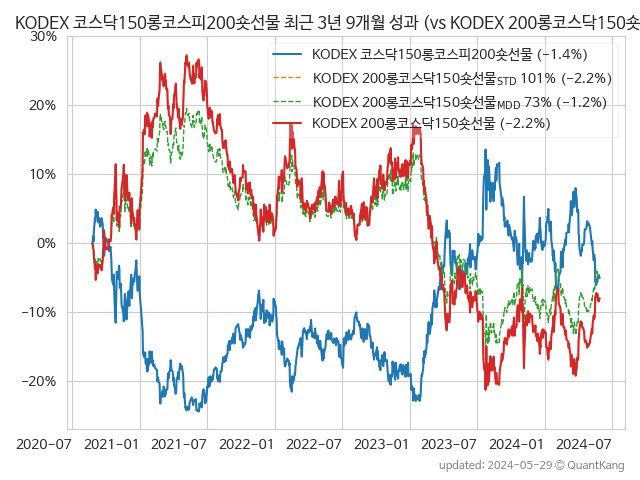 KODEX 코스닥150롱코스피200숏선물 최근 3년 9개월 성과 (vs KODEX 200롱코스닥150숏
30%
20%
10%
0%
−10%
−20%
KODEX 코스닥150롱코스피200숏선물 (−1.4%)
KODEX 200롱코스닥150숏선물STD 101% (−2.2%)
KODEX 200롱코스닥150숏선물MDD 73% (−1.2%)
KODEX 200롱코스닥150숏선물 (−2.2%)
2020-07 2021-01 2021-07 2022-01 2022-07 2023-01 2023-07 2024-01 2024-07
updated: 2024-05-29 © QuantKang